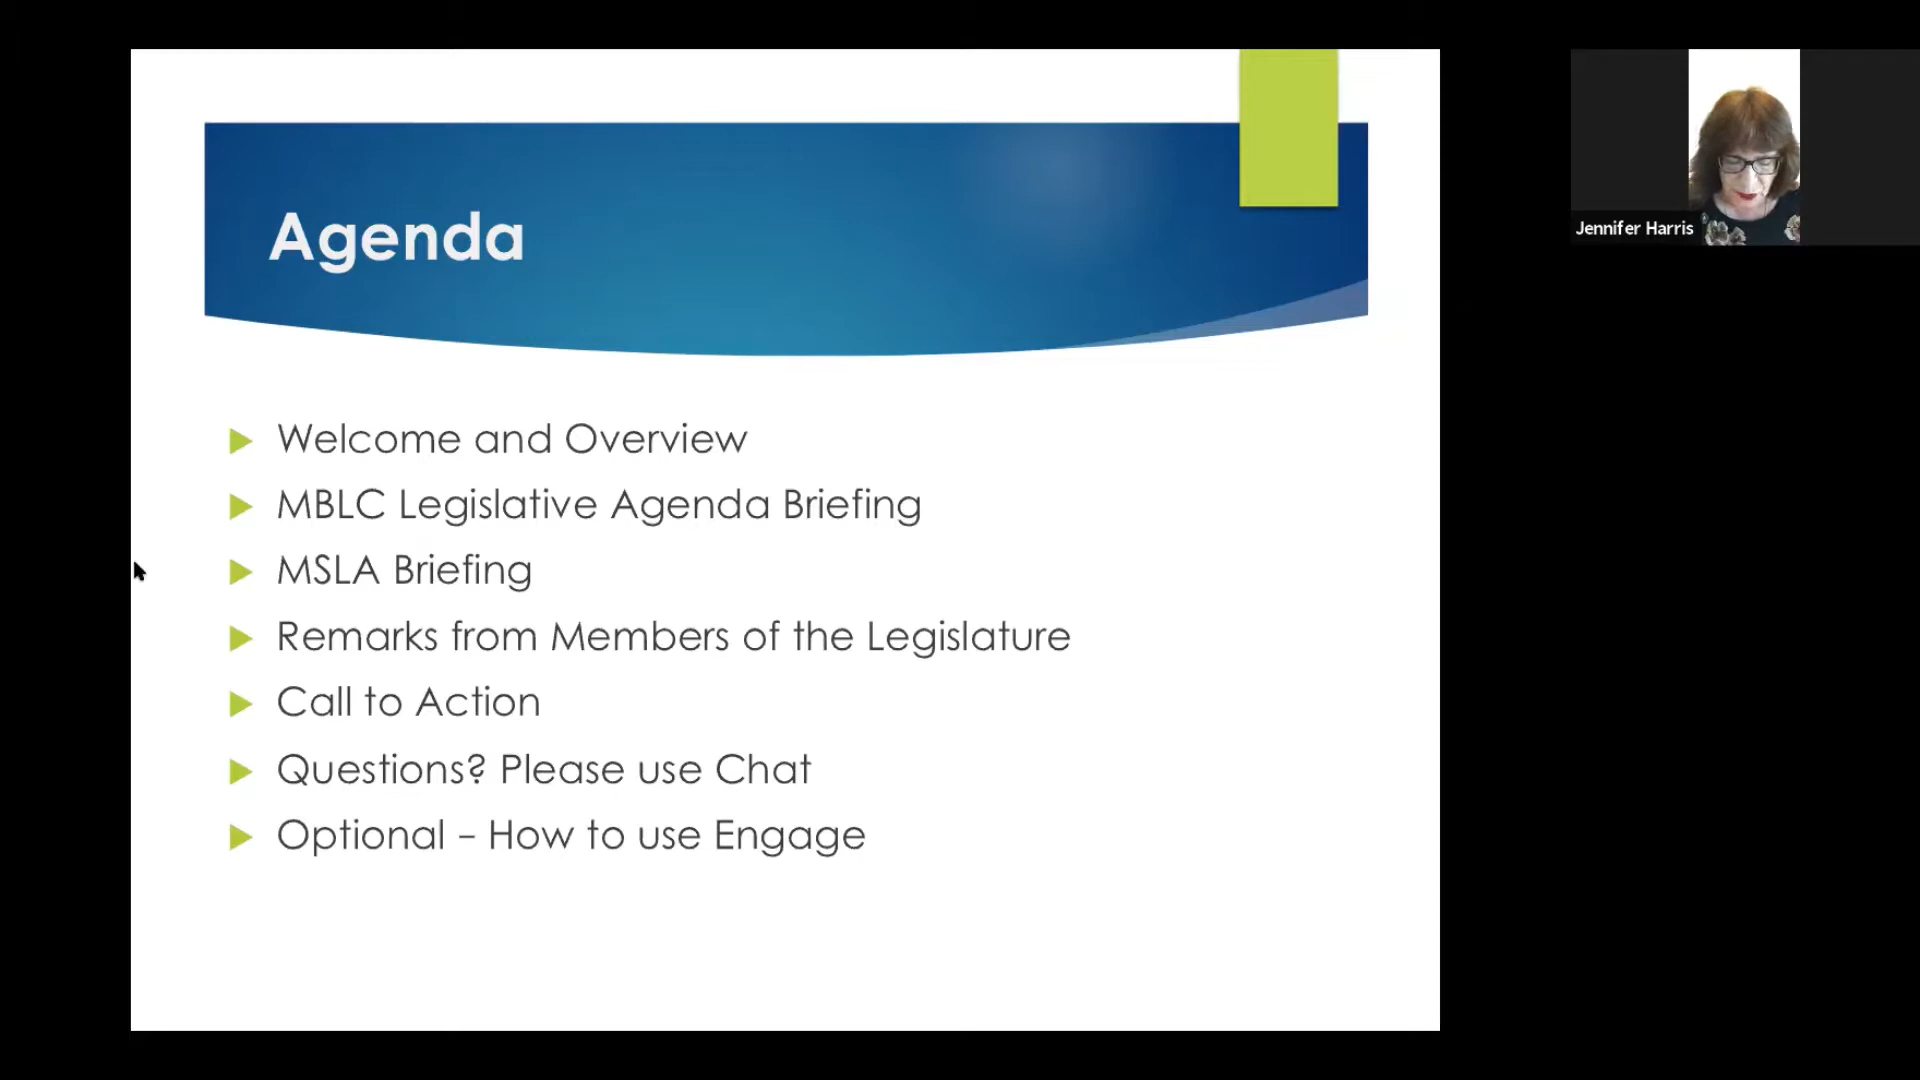 Agenda
Welcome and Overview
MBLC Legislative Agenda Briefing
MSLA Briefing
Remarks from Members of the Legislature
Call to Action
Questions? Please use Chat
Optional – How to use Engage
Jennifer Harris